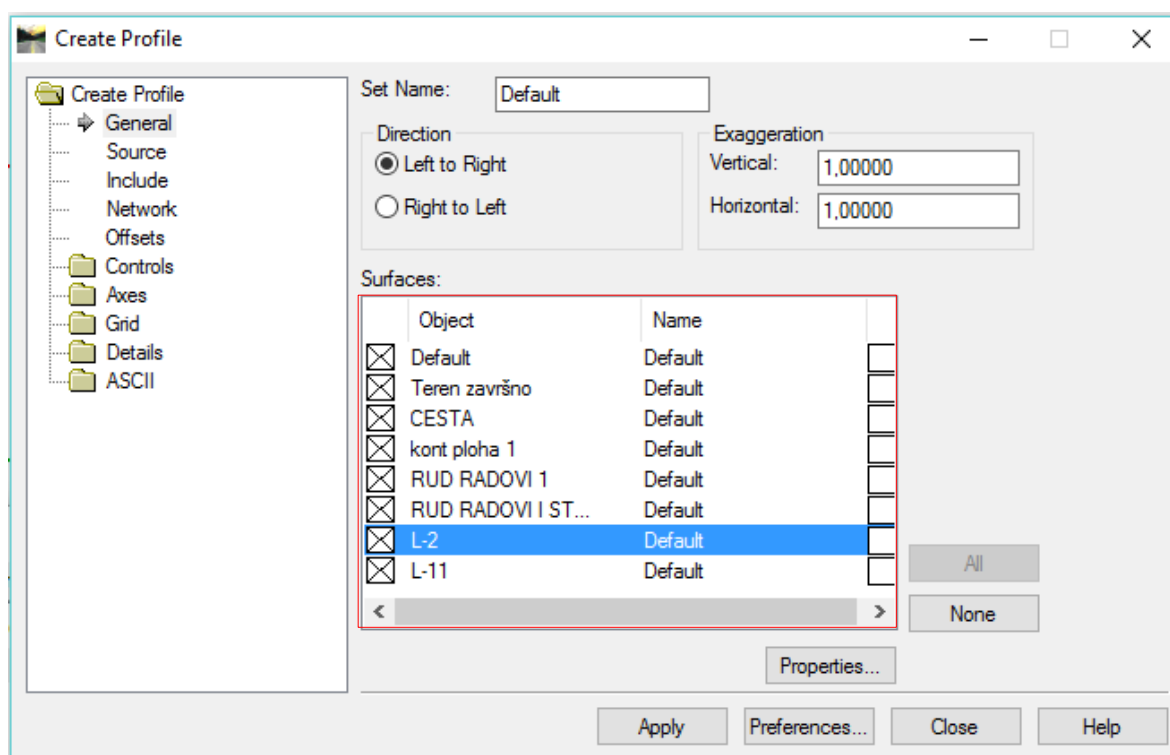 Create Profile
Create Profile
General
Source
Include
Network
Offsets
Controls
Axes
Grid
Details
ASCII
Set Name: Default
Direction
Left to Right
Right to Left
Exaggeration
Vertical: 1,00000
Horizontal: 1,00000
Surfaces:
Object Name
Default Default
Teren završno Default
CESTA Default
kont ploha 1 Default
RUD RADOVI 1 Default
RUD RADOVI I ST... Default
L-2 Default
L-11 Default
All
None
Properties...
Apply Preferences... Close Help